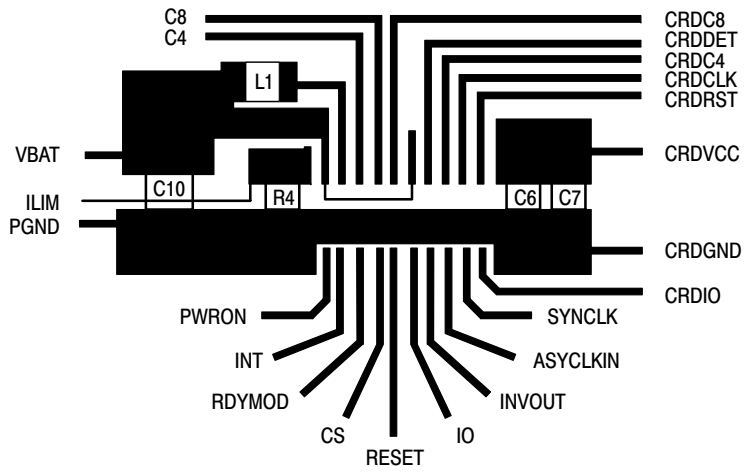 C8
C4
CRDC8
CRDDET
CRDC4
CRDCLK
CRDRST
L1
VBAT
CRDVCC
C10
R4
C6
C7
ILIM
PGND
CRDGND
CRDIO
PWRON
SYNCLK
INT
ASYCLKIN
RDYMOD
INVOUT
CS
IO
RESET